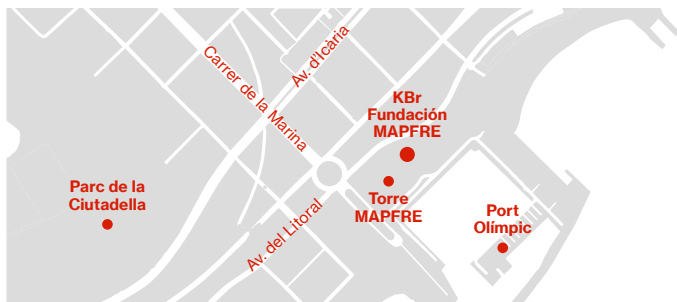 Carrer de la Marina
Av. d'Icària
KBr
Fundación
MAPFRE
Parc de la
Ciutadella
Torre
MAPFRE
Av. del Litoral
Port
Olímpic